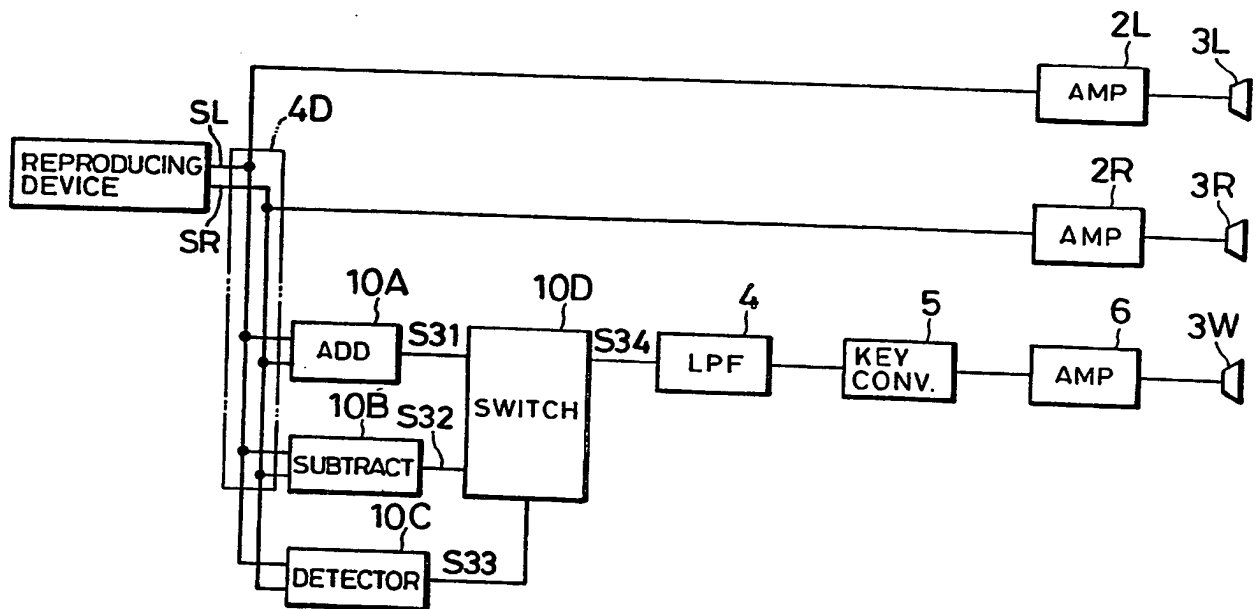 2L
3L
AMP
SL
4D
REPRODUCING
DEVICE
SR
2R
3R
AMP
10A
S31
10D
S34
4
5
6
3W
ADD
LPF
KEY
CONV.
AMP
10B
S32
SWITCH
SUBTRACT
10C
DETECTOR
S33